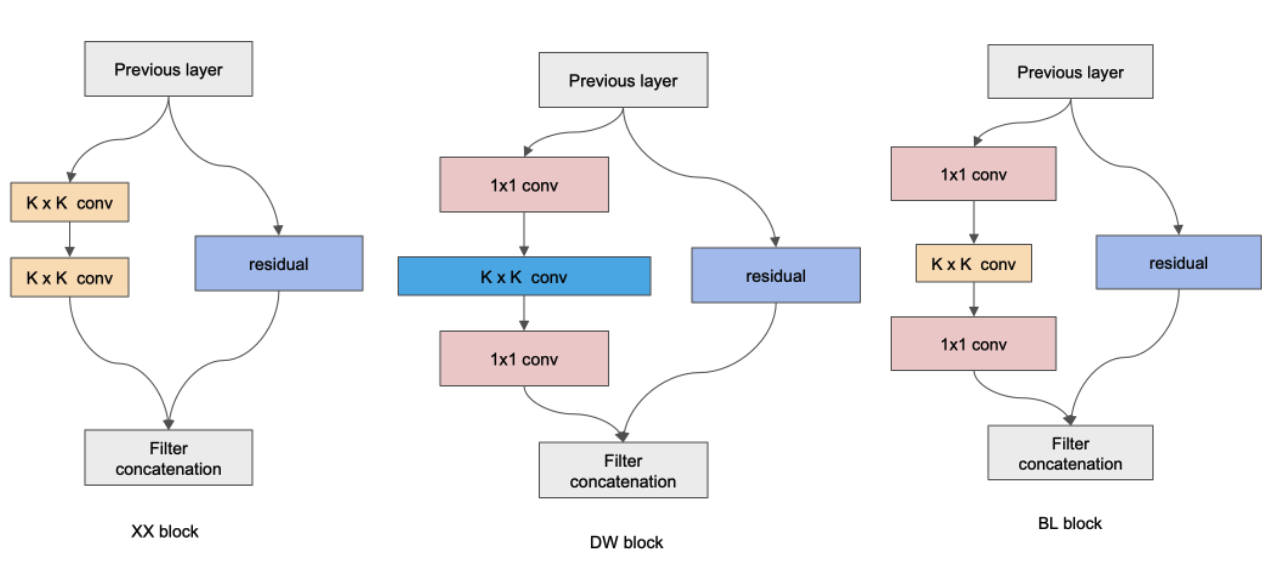 Previous layer
K x K  conv
K x K  conv
residual
Filter
concatenation
XX block
Previous layer
1x1 conv
K x K  conv
1x1 conv
residual
Filter
concatenation
DW block
Previous layer
1x1 conv
K x K  conv
1x1 conv
residual
Filter
concatenation
BL block